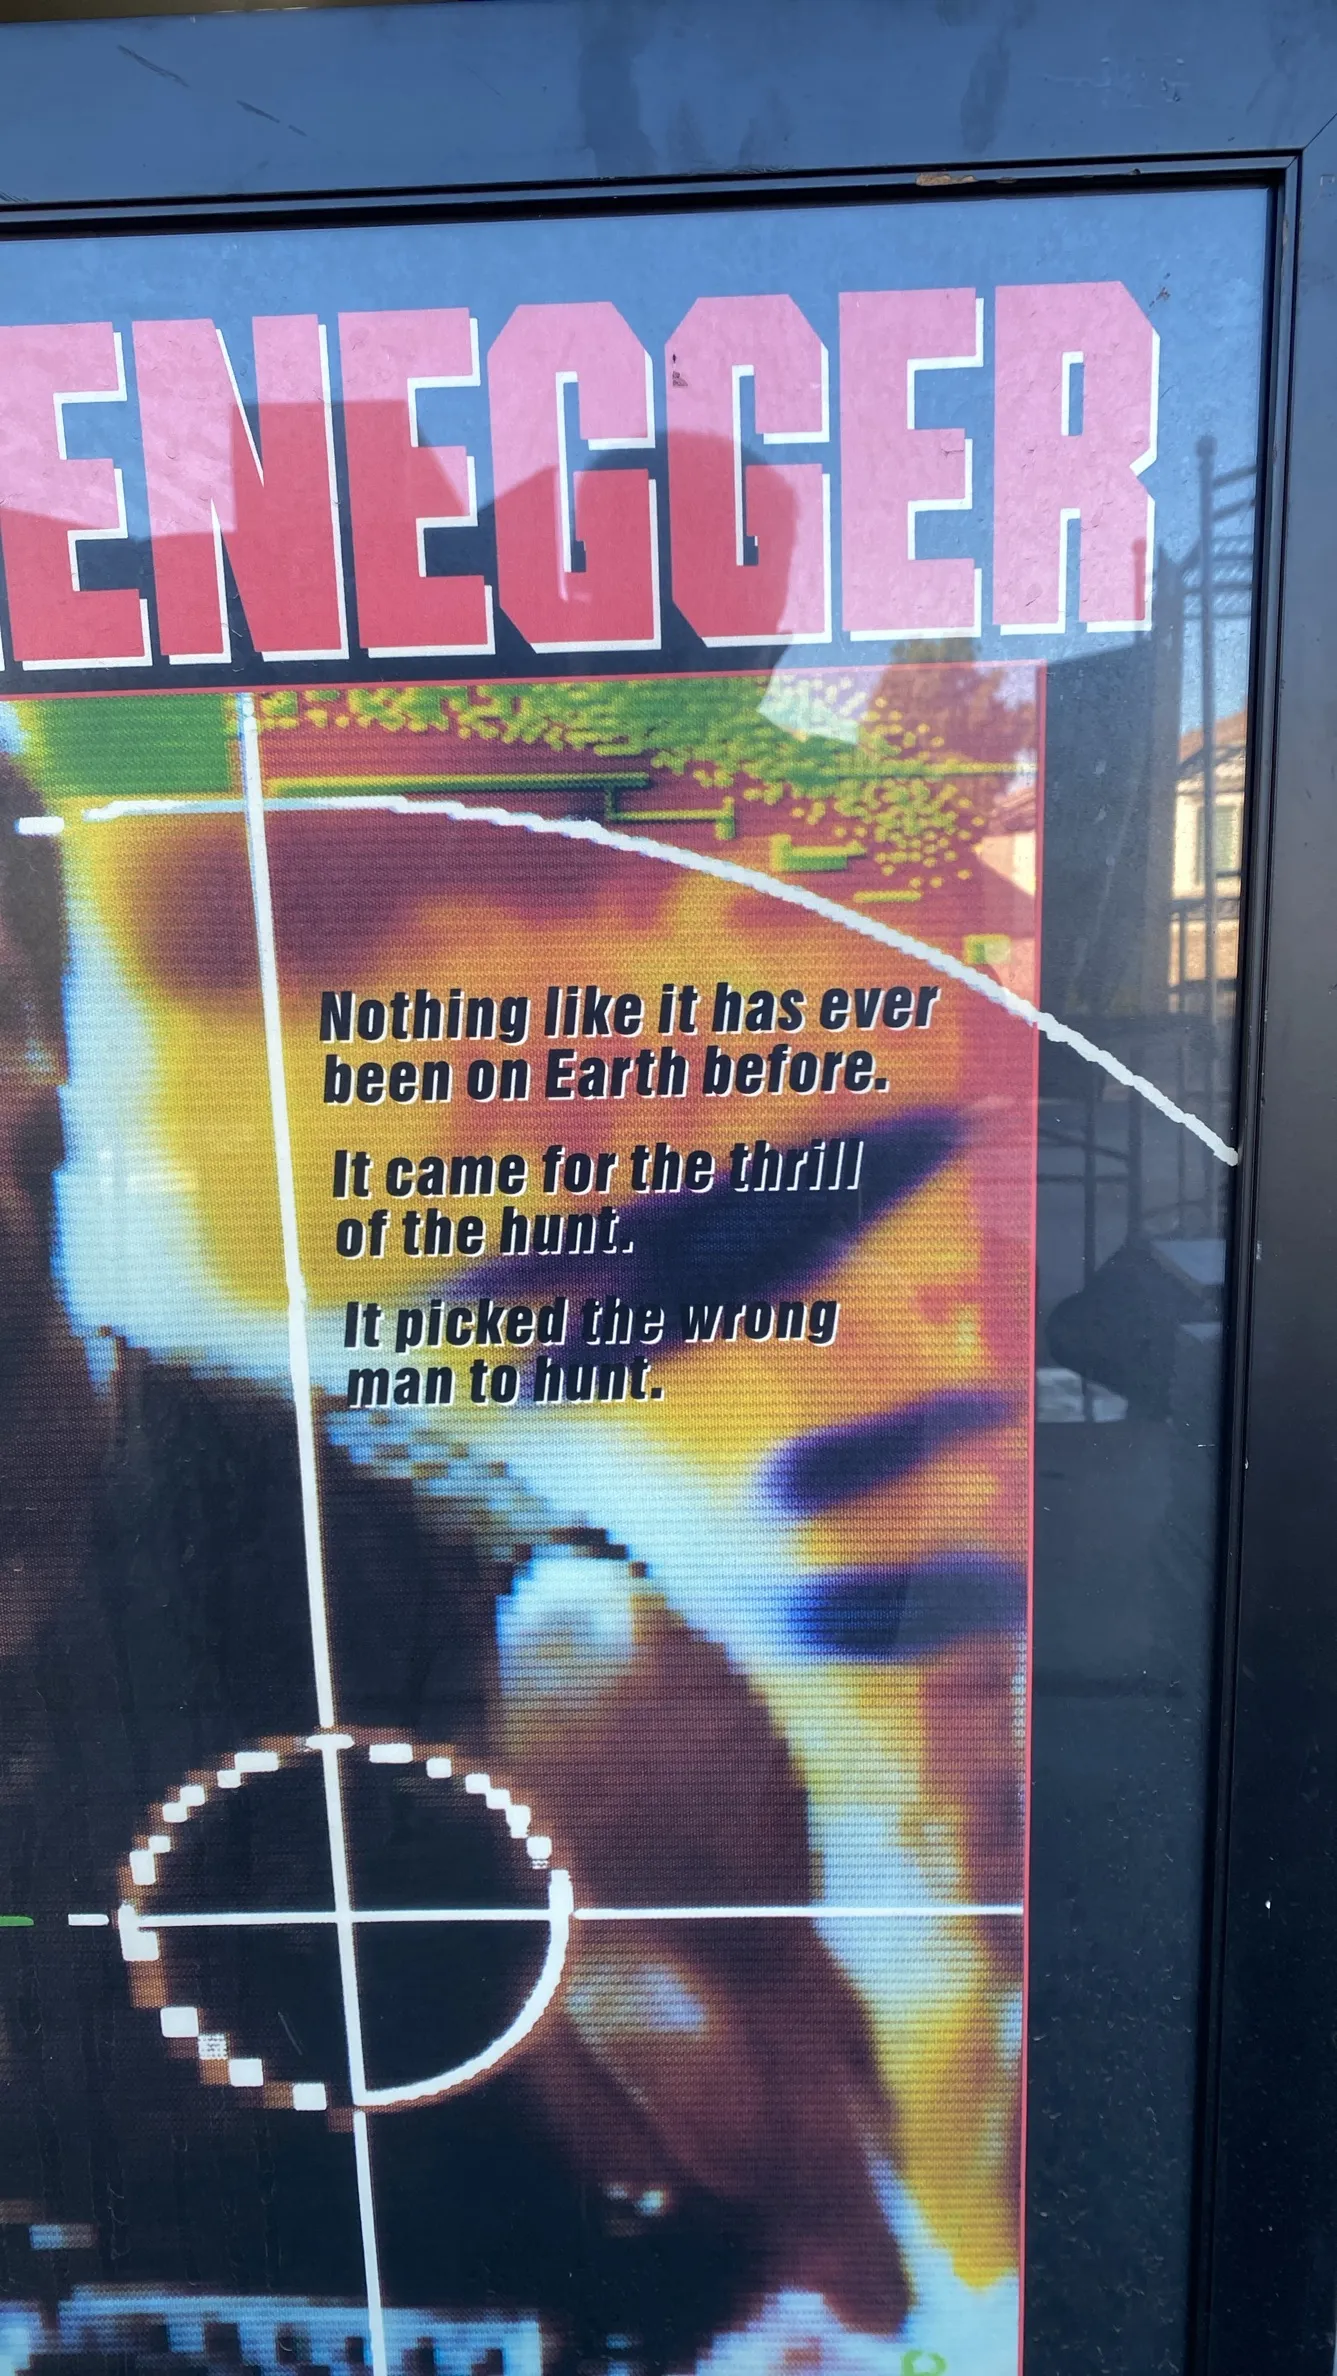 ENEGGER
Nothing like it has ever
been on Earth before.
It came for the thrill
of the hunt.
It picked the wrong
man to hunt.